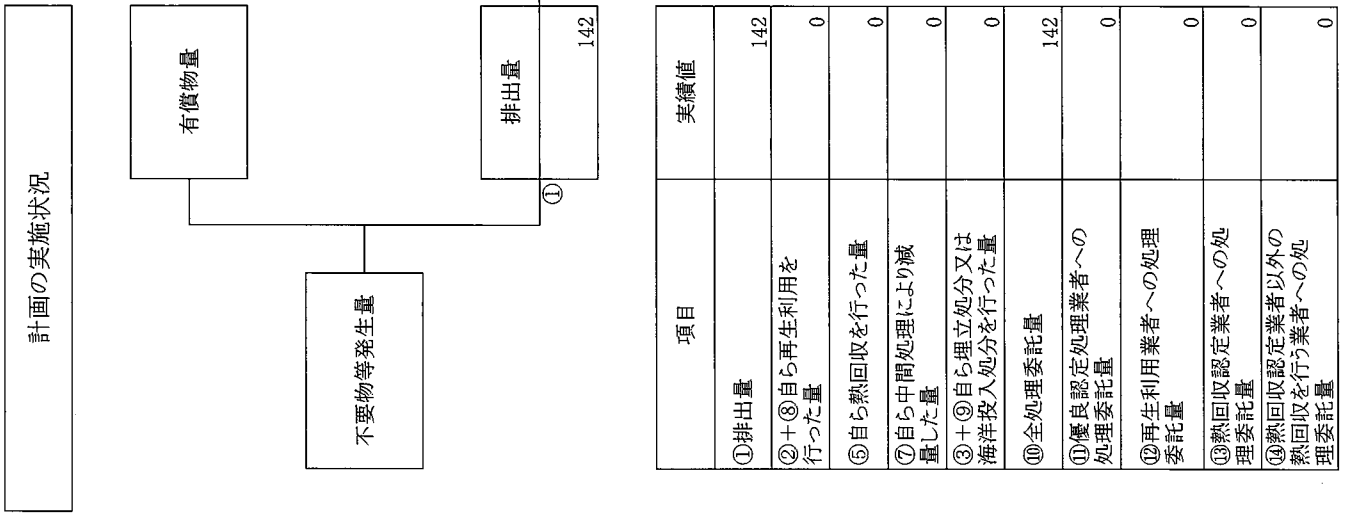 計画の実施状況
有償物量
不要物等発生量
排出量
①
142
項目
実績値
①排出量
142
②+⑧自ら再生利用を
行った量
0
⑤自ら熱回収を行った量
0
⑦自ら中間処理により減
量した量
0
③+⑨自ら埋立処分又は
海洋投入処分を行った量
0
⑩全処理委託量
142
⑪優良認定処理業者への
処理委託量
0
⑫再生利用業者への処理
委託量
0
⑬熱回収認定業者への処
理委託量
0
⑭熱回収認定業者以外の
熱回収を行う業者への処
理委託量
0